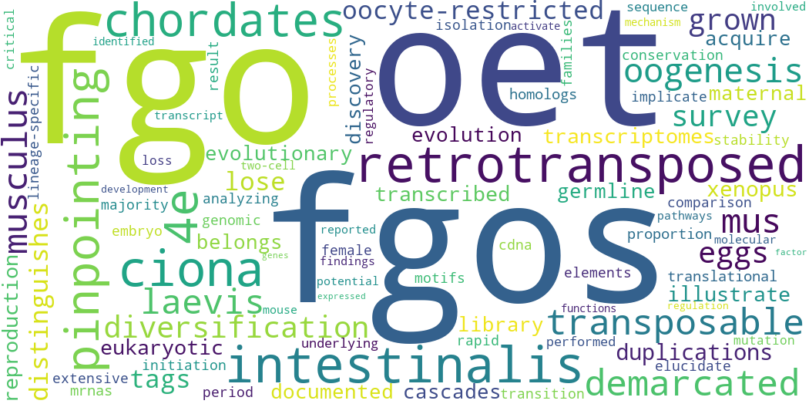 fgo
oet
fgos
chordates
oocyte-restricted
grown
sequence
involved
mechanism
isolation
activate
acquire
critical
identified
families
conservation
oogenesis
processes
regulatory
discovery
homologs
implicate
maternal
result
transcript
survey
pinpointing
musculus
lineage-specific
evolution
transcriptomes
stability
loss
evolutionary
two-cell
retrotransposed
development
lose
transcribed
germline
xenopus
majority
analyzing
4e
comparison
mus
embryo
genomic
reported
pathways
belongs
female
proportion
molecular
cdna
eggs
factor
findings
ciona
genes
potential
motifs
elements
translational
expressed
distinguishes
reproduction
laevis
mouse
functions
regulation
illustrate
diversification
library
transposable
eukaryotic
underlying
rapid
performed
mutation
intestinalis
duplications
initiation
elucidate
extensive
tags
demarcated
mrnas
period
documented
cascades
transition